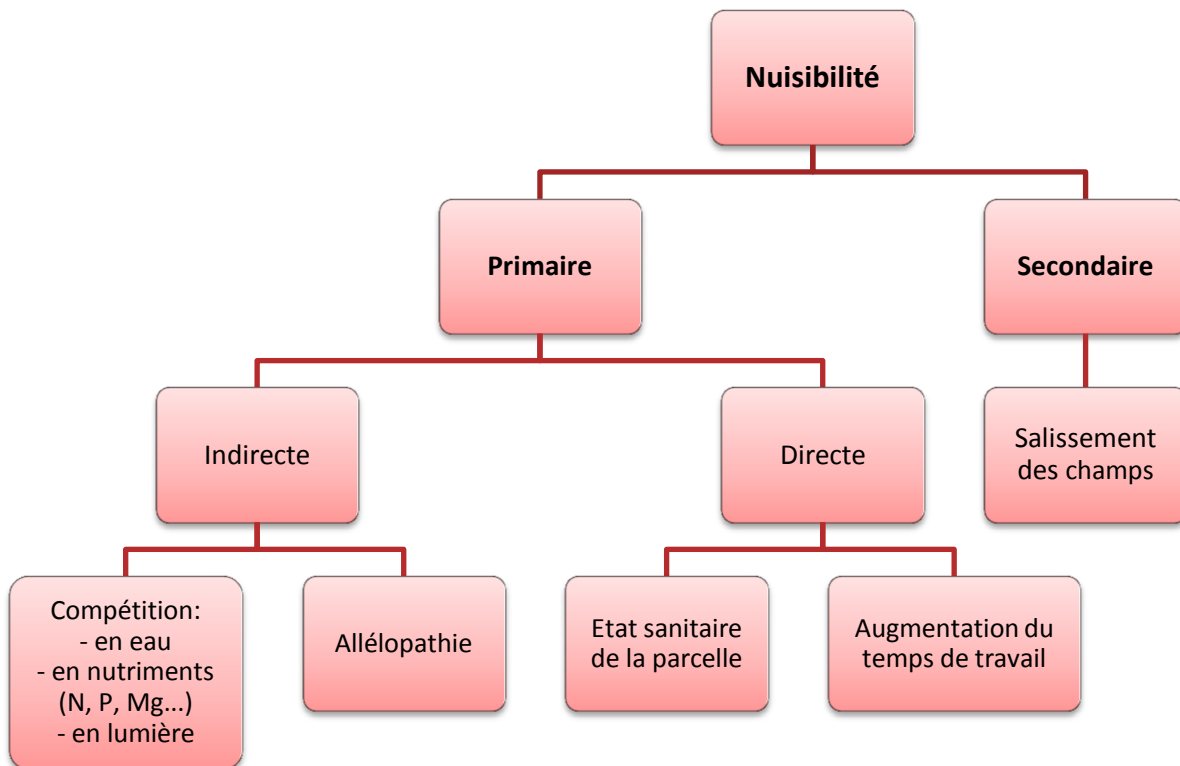 Nuisibilité
Primaire
Secondaire
Indirecte
Directe
Salissement
des champs
Compétition:
- en eau
- en nutriments
(N, P, Mg...)
- en lumière
Allélopathie
Etat sanitaire
de la parcelle
Augmentation du
temps de travail